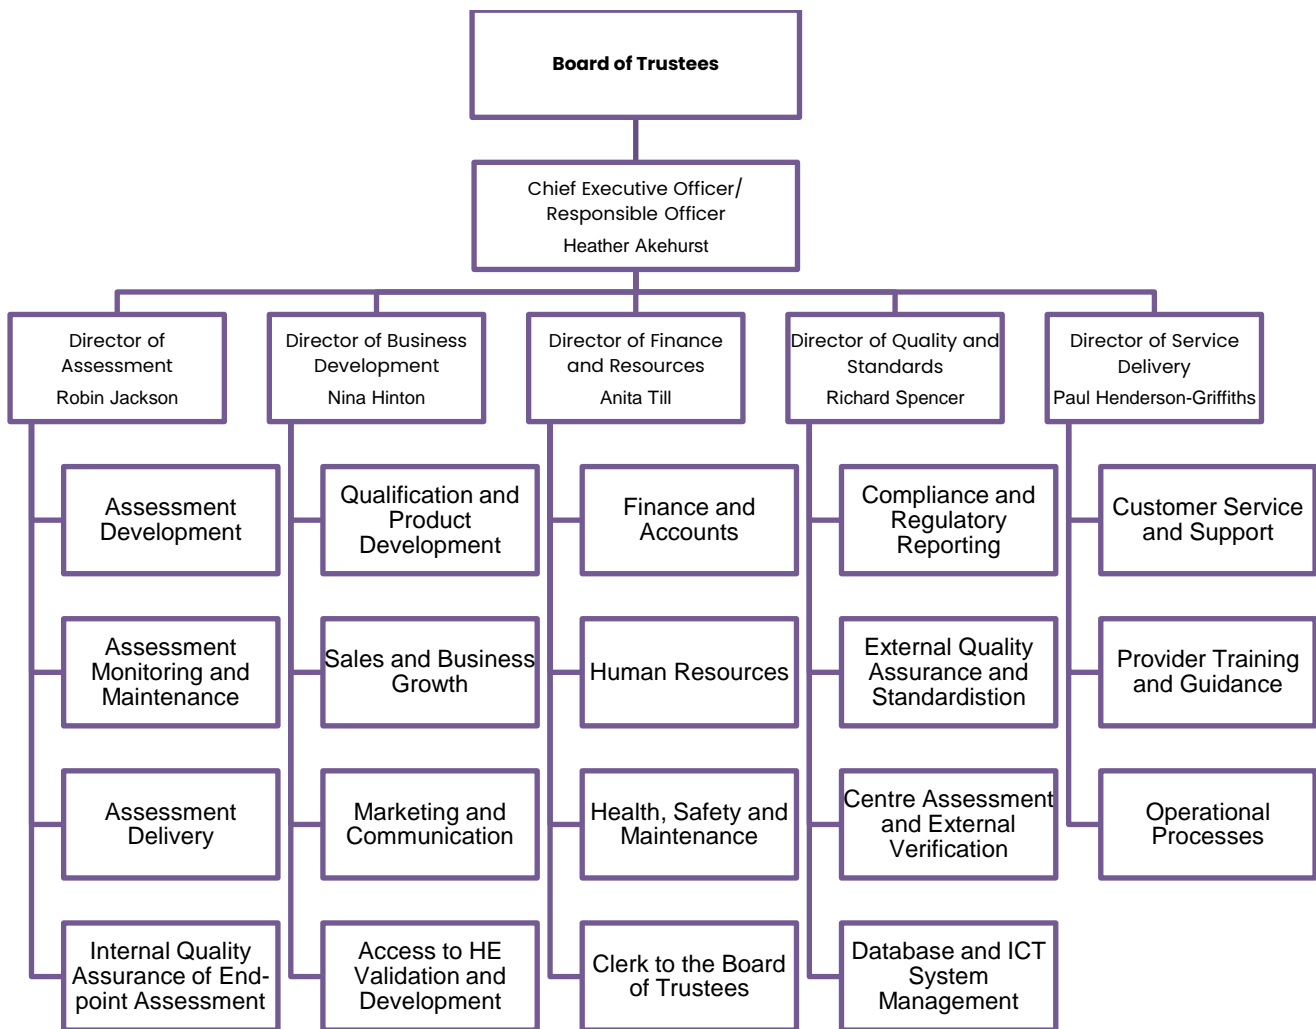 Board of Trustees
Chief Executive Officer/
Responsible Officer
Heather Akehurst
Director of
Assessment
Robin Jackson
Director of Business
Development
Nina Hinton
Director of Finance
and Resources
Anita Till
Director of Quality and
Standards
Richard Spencer
Director of Service
Delivery
Paul Henderson-Griffiths
Assessment
Development
Qualification and
Product
Development
Finance and
Accounts
Compliance and
Regulatory
Reporting
Customer Service
and Support
Assessment
Monitoring and
Maintenance
Sales and Business
Growth
Human Resources
External Quality
Assurance and
Standardistion
Provider Training
and Guidance
Assessment
Delivery
Marketing and
Communication
Health, Safety and
Maintenance
Centre Assessment
and External
Verification
Operational
Processes
Internal Quality
Assurance of End-
point Assessment
Access to HE
Validation and
Development
Clerk to the Board
of Trustees
Database and ICT
System
Management